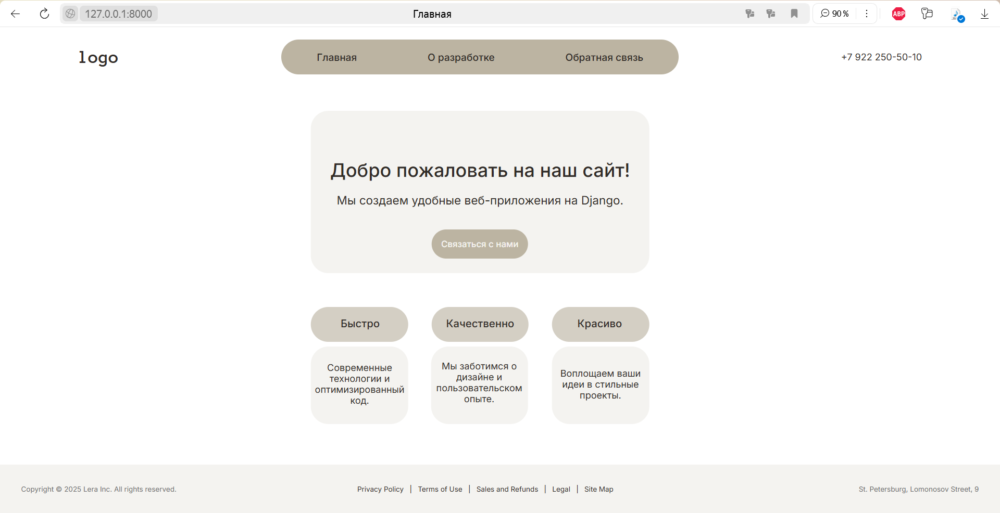 127.0.0.1:8000 Главная 90% ABP
logo Главная О разработке Обратная связь +7 922 250-50-10
Добро пожаловать на наш сайт!
Мы создаем удобные веб-приложения на Django.
Связаться с нами
Быстро
Современные
технологии и
оптимизированный
код.
Качественно
Мы заботимся о
дизайне и
пользовательском
опыте.
Красиво
Воплощаем ваши
идеи в стильные
проекты.
Copyright © 2025 Lera Inc. All rights reserved. Privacy Policy | Terms of Use | Sales and Refunds | Legal | Site Map St. Petersburg, Lomonosov Street, 9